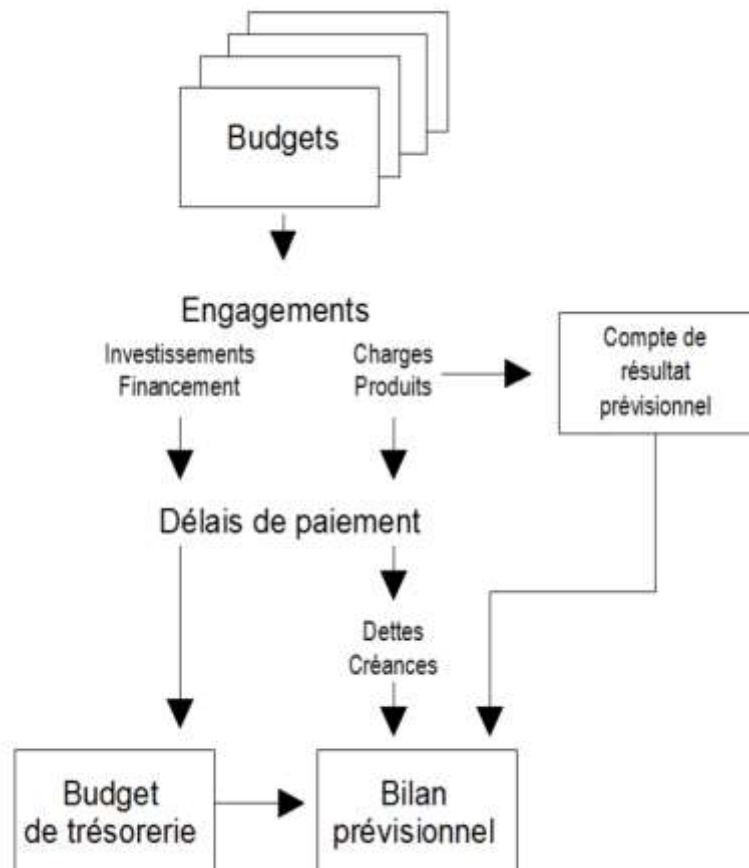 Budgets
Engagements
Investissements
Financement
Charges
Produits
Compte de
résultat
prévisionnel
Délais de paiement
Dettes
Créances
Budget
de trésorerie
Bilan
prévisionnel